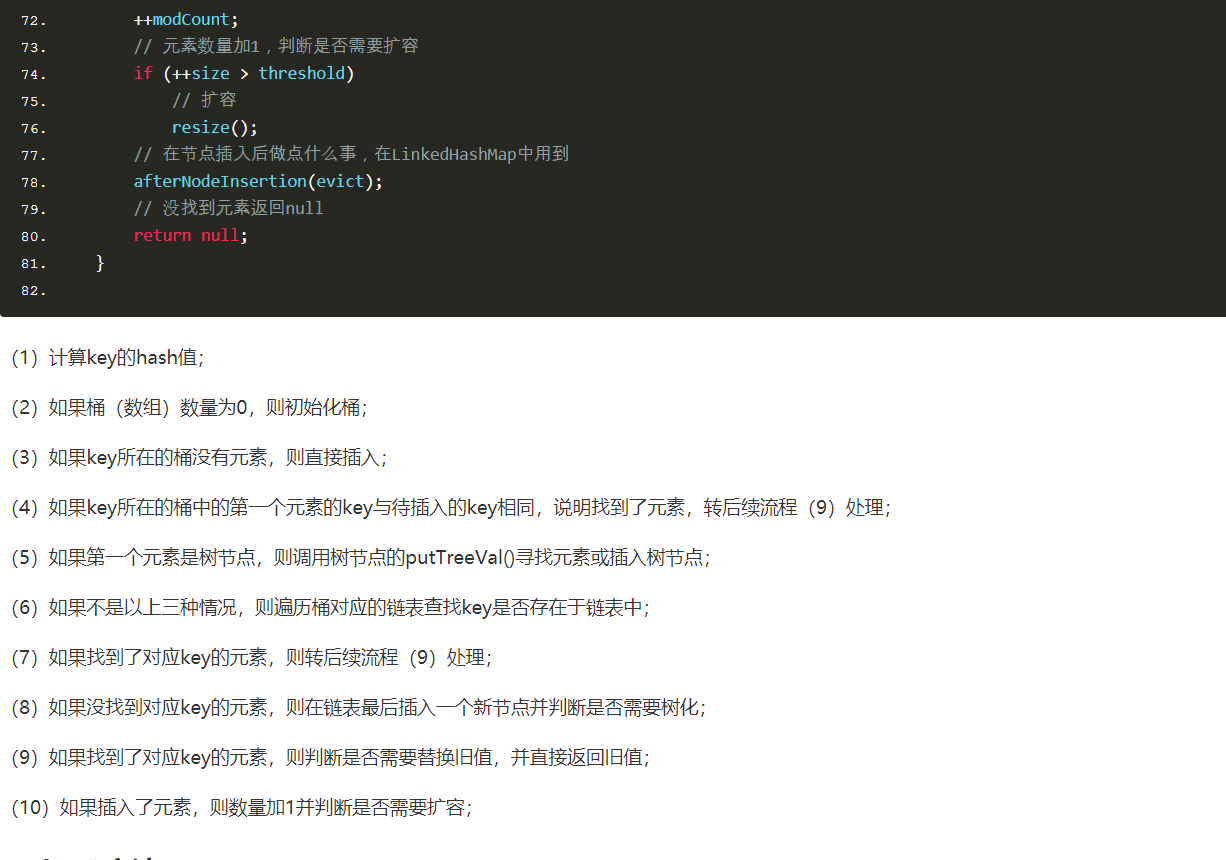 72.         ++modCount;
73.         // 元素数量加1，判断是否需要扩容
74.         if (++size > threshold)
75.             // 扩容
76.             resize();
77.         // 在节点插入后做点什么事，在LinkedHashMap中用到
78.         afterNodeInsertion(evict);
79.         // 没找到元素返回null
80.         return null;
81.     }
82.
（1）计算key的hash值；
（2）如果桶（数组）数量为0，则初始化桶；
（3）如果key所在的桶没有元素，则直接插入；
（4）如果key所在的桶中的第一个元素的key与待插入的key相同，说明找到了元素，转后续流程（9）处理；
（5）如果第一个元素是树节点，则调用树节点的putTreeVal()寻找元素或插入树节点；
（6）如果不是以上三种情况，则遍历桶对应的链表查找key是否存在于链表中；
（7）如果找到了对应key的元素，则转后续流程（9）处理；
（8）如果没找到对应key的元素，则在链表最后插入一个新节点并判断是否需要树化；
（9）如果找到了对应key的元素，则判断是否需要替换旧值，并直接返回旧值；
（10）如果插入了元素，则数量加1并判断是否需要扩容；